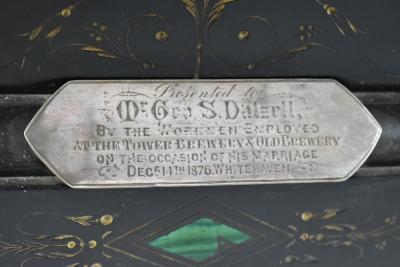 Presented to
Mr. Geo S. Dalzell,
BY THE WORKMEN EMPLOYED
AT THE TOWER BREWERY & OLD BREWERY
ON THE OCCASION OF HIS MARRIAGE
DECR. 14TH 1876, WHITEHAVEN.